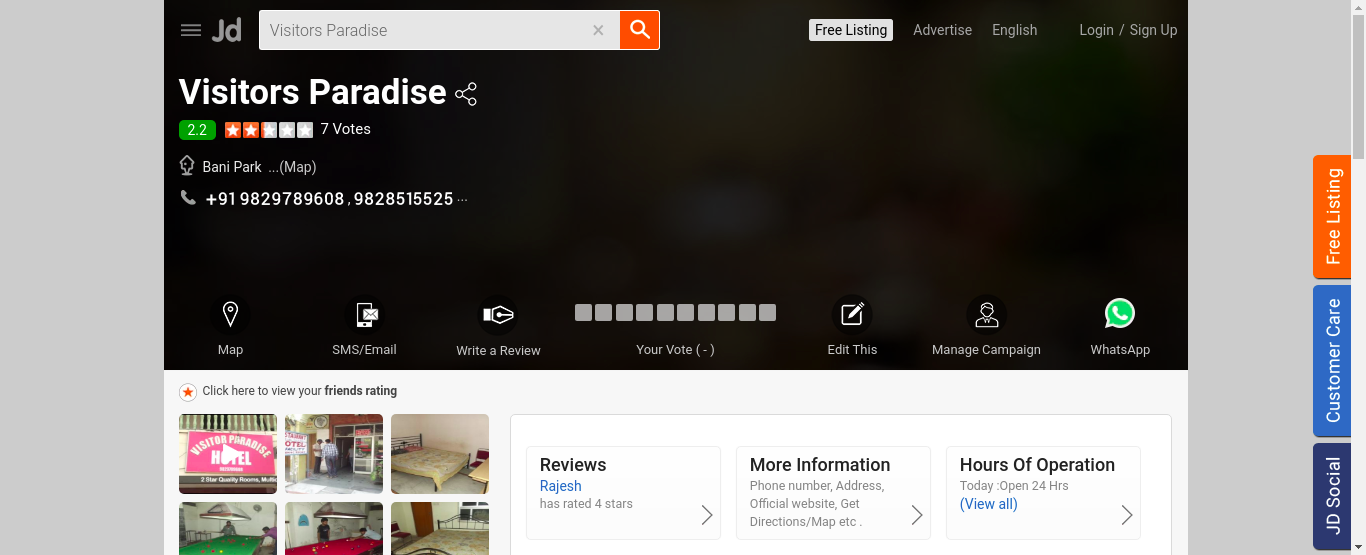 Jd
Visitors Paradise
Free Listing
Advertise
English
Login / Sign Up
Visitors Paradise
2.2
7 Votes
Bani Park ...(Map)
+91 9829789608 , 9828515525 ...
Map
SMS/Email
Write a Review
Your Vote ( - )
Edit This
Manage Campaign
WhatsApp
Free Listing
Customer Care
JD Social
Click here to view your friends rating
VISITOR PARADISE
HOTEL
2 Star Quality Rooms, Multic
Reviews
Rajesh
has rated 4 stars
More Information
Phone number, Address,
Official website, Get
Directions/Map etc .
Hours Of Operation
Today :Open 24 Hrs
(View all)